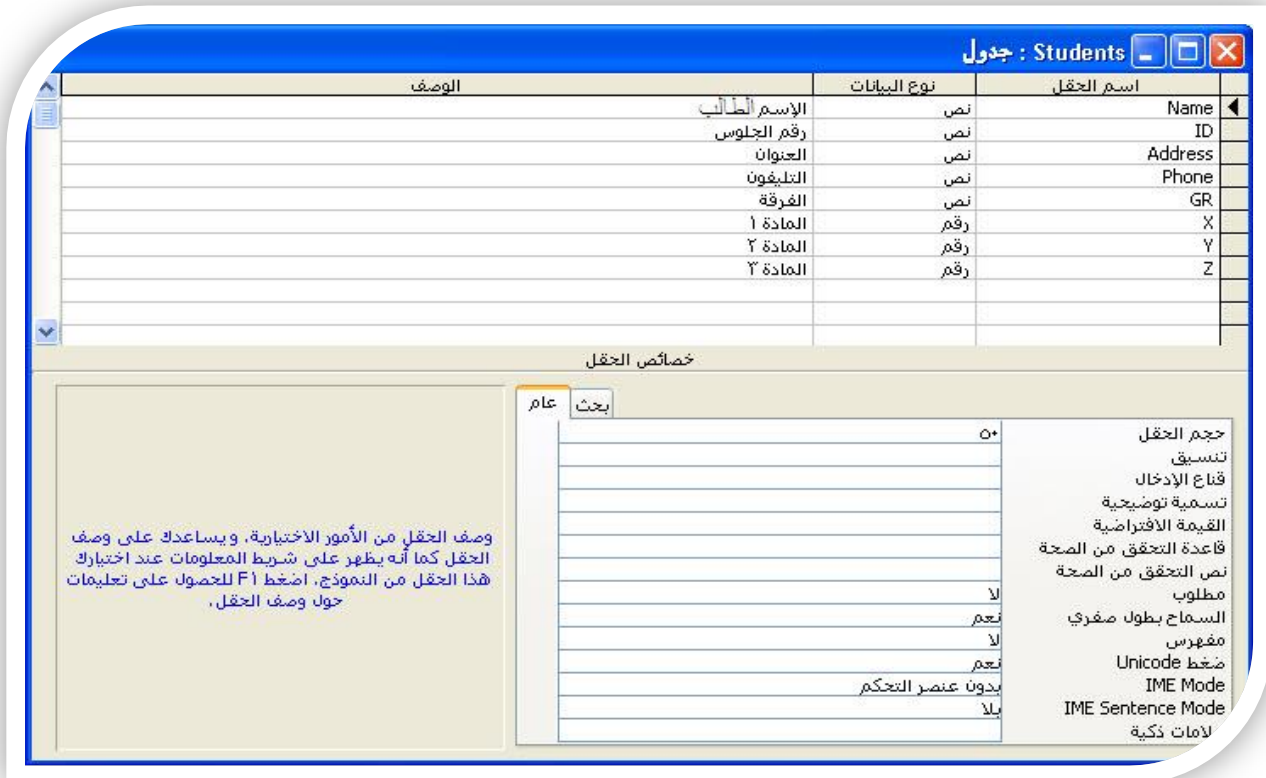 Students : جدول
اسم الحقل نوع البيانات الوصف
Name نص الإسم الطالب
ID نص رقم الجلوس
Address نص العنوان
Phone نص التليفون
GR نص الفرقة
X رقم المادة ١
Y رقم المادة ٢
Z رقم المادة ٣
خصائص الحقل
بحث عام
حجم الحقل ٥٠
تنسيق
قناع الإدخال
تسمية توضيحية
القيمة الافتراضية
قاعدة التحقق من الصحة
نص التحقق من الصحة
مطلوب لا
السماح بطول صفري نعم
مفهرس لا
ضغط Unicode نعم
IME Mode بدون عنصر التحكم
IME Sentence Mode بلا
لامات ذكية
وصف الحقل من الأمور الاختيارية، ويساعدك على وصف
الحقل كما أنه يظهر على شريط المعلومات عند اختيارك
هذا الحقل من النموذج. اضغط F١ للحصول على تعليمات
حول وصف الحقل.